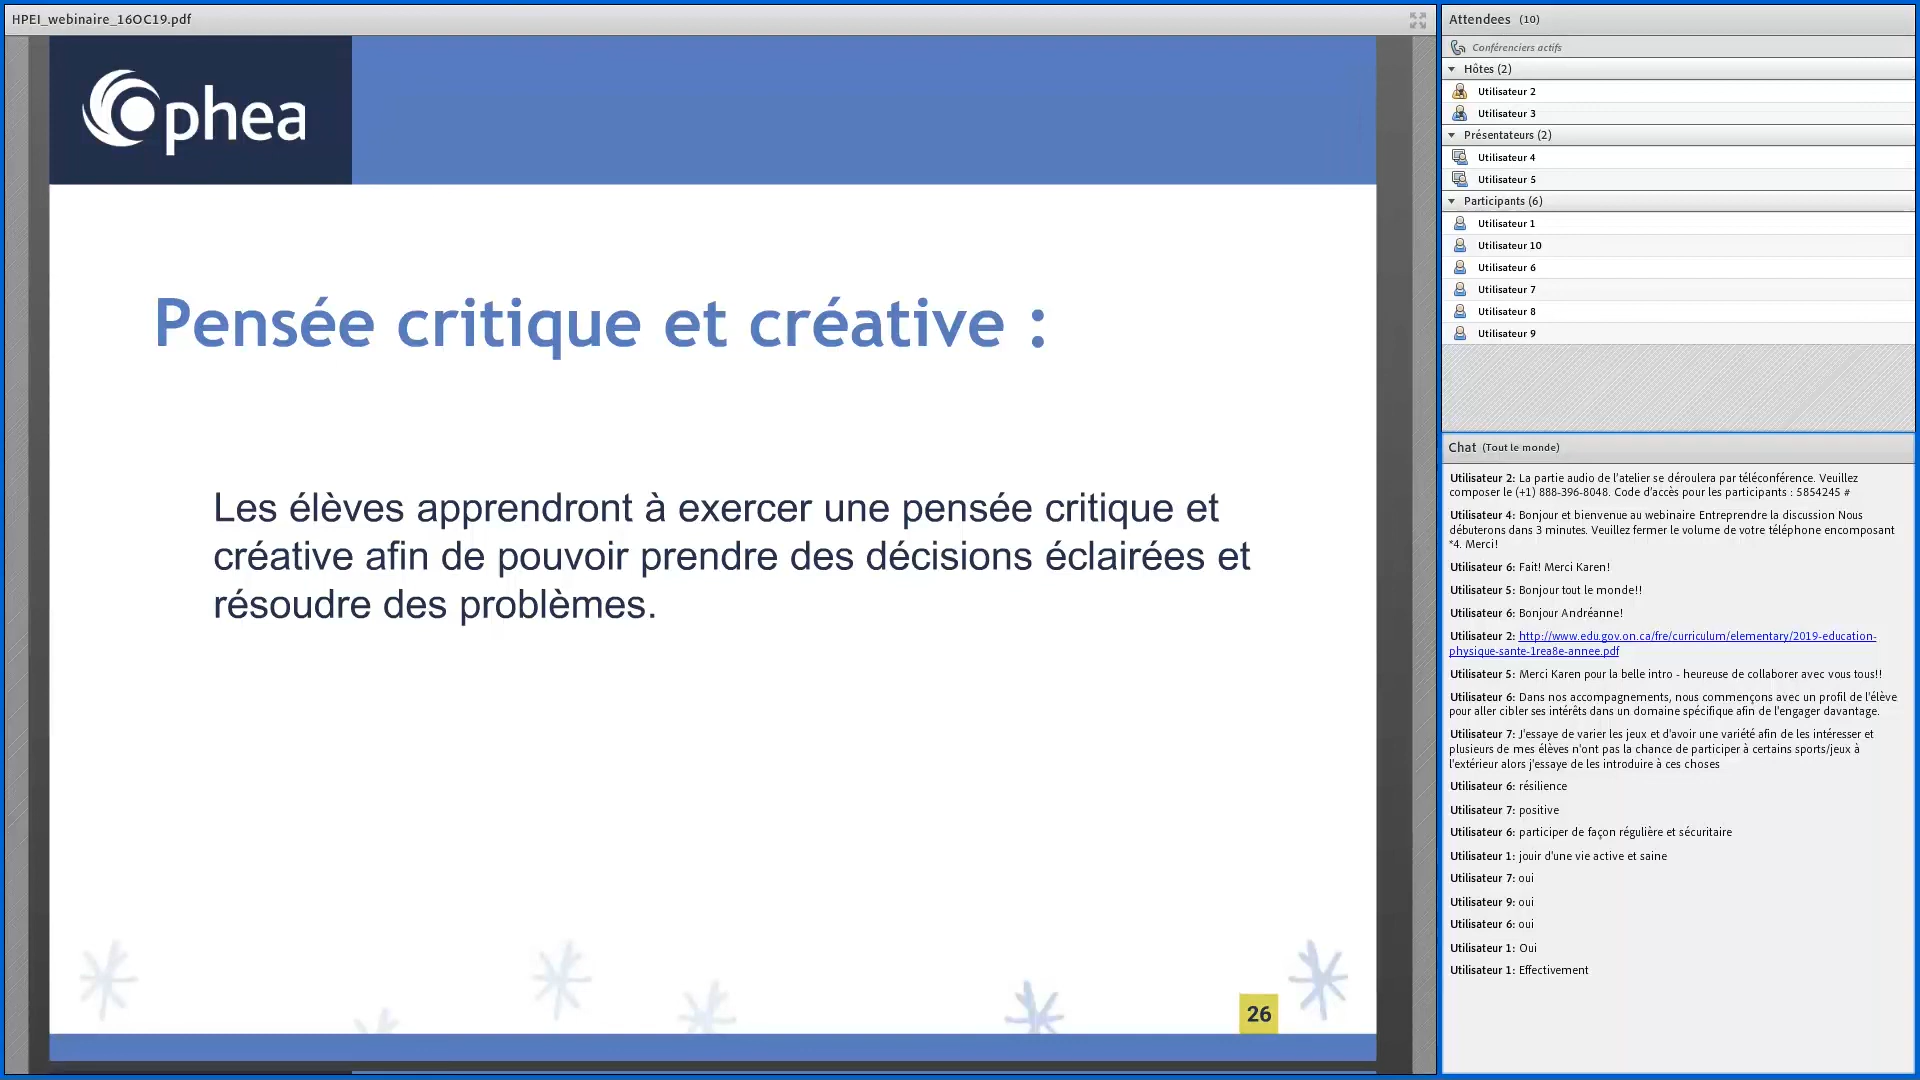 HPEI_webinaire_16OC19.pdf
Ophea
Pensée critique et créative :
Les élèves apprendront à exercer une pensée critique et
créative afin de pouvoir prendre des décisions éclairées et
résoudre des problèmes.
26
Attendees (10)
Conférenciers actifs
Hôtes (2)
Utilisateur 2
Utilisateur 3
Présentateurs (2)
Utilisateur 4
Utilisateur 5
Participants (6)
Utilisateur 1
Utilisateur 10
Utilisateur 6
Utilisateur 7
Utilisateur 8
Utilisateur 9
Chat (Tout le monde)
Utilisateur 2: La partie audio de l'atelier se déroulera par téléconférence. Veuillez
composer le (+1) 888-396-8048. Code d'accès pour les participants : 5854245 #
Utilisateur 4: Bonjour et bienvenue au webinaire Entreprendre la discussion Nous
débuterons dans 3 minutes. Veuillez fermer le volume de votre téléphone encomposant
*4. Merci!
Utilisateur 6: Fait! Merci Karen!
Utilisateur 5: Bonjour tout le monde!!
Utilisateur 6: Bonjour Andréanne!
Utilisateur 2: http://www.edu.gov.on.ca/fre/curriculum/elementary/2019-education-
physique-sante-1rea8e-annee.pdf
Utilisateur 5: Merci Karen pour la belle intro - heureuse de collaborer avec vous tous!!
Utilisateur 6: Dans nos accompagnements, nous commençons avec un profil de l'élève
pour aller cibler ses intérêts dans un domaine spécifique afin de l'engager davantage.
Utilisateur 7: J'essaye de varier les jeux et d'avoir une variété afin de les intéresser et
plusieurs de mes élèves n'ont pas la chance de participer à certains sports/jeux à
l'extérieur alors j'essaye de les introduire à ces choses
Utilisateur 6: résilience
Utilisateur 7: positive
Utilisateur 6: participer de façon régulière et sécuritaire
Utilisateur 1: jouir d'une vie active et saine
Utilisateur 7: oui
Utilisateur 9: oui
Utilisateur 6: oui
Utilisateur 1: Oui
Utilisateur 1: Effectivement